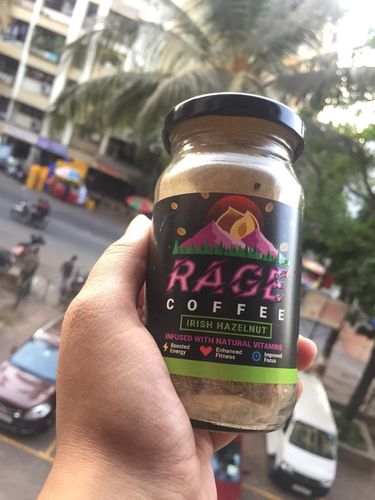 RAGE
COFFEE
IRISH HAZELNUT
INFUSED WITH NATURAL VITAMINS
Boosted Energy
Enhanced Fitness
Improved Focus